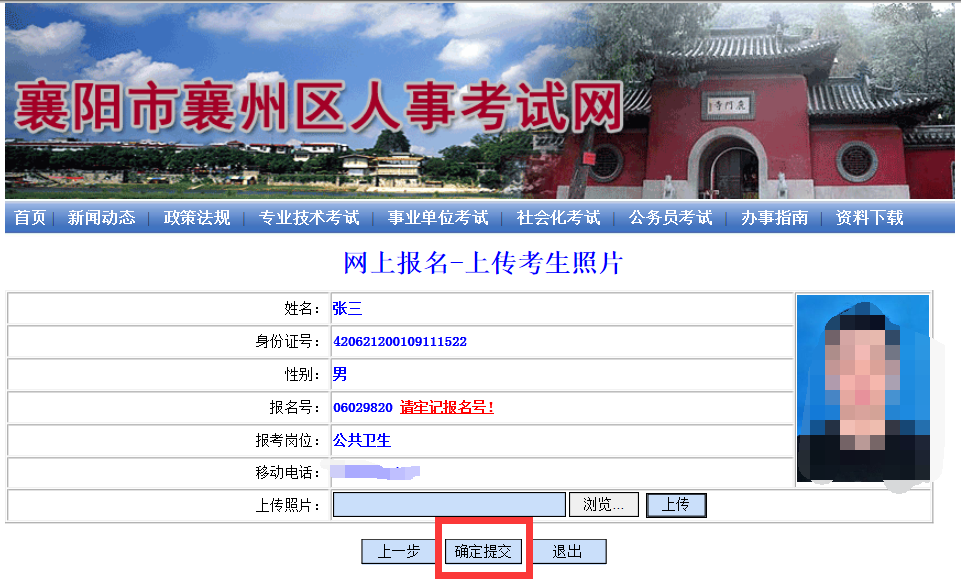 襄阳市襄州区人事考试网
鹿門寺
首页 | 新闻动态 | 政策法规 | 专业技术考试 | 事业单位考试 | 社会化考试 | 公务员考试 | 办事指南 | 资料下载
网上报名-上传考生照片
姓名： 张三
身份证号： 420621200109111522
性别： 男
报名号： 06029820 请牢记报名号!
报考岗位： 公共卫生
移动电话：
上传照片： 浏览... 上传
上一步 确定提交 退出